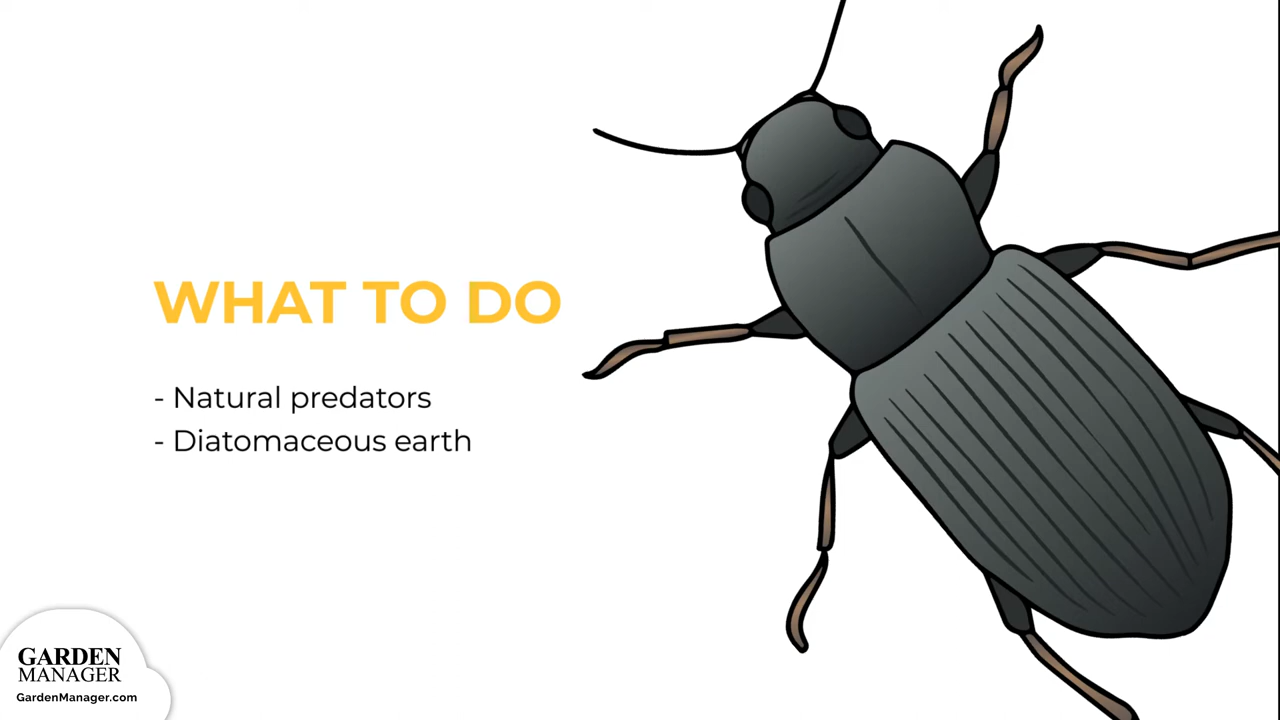 WHAT TO DO
- Natural predators
- Diatomaceous earth
GARDEN
MANAGER
GardenManager.com